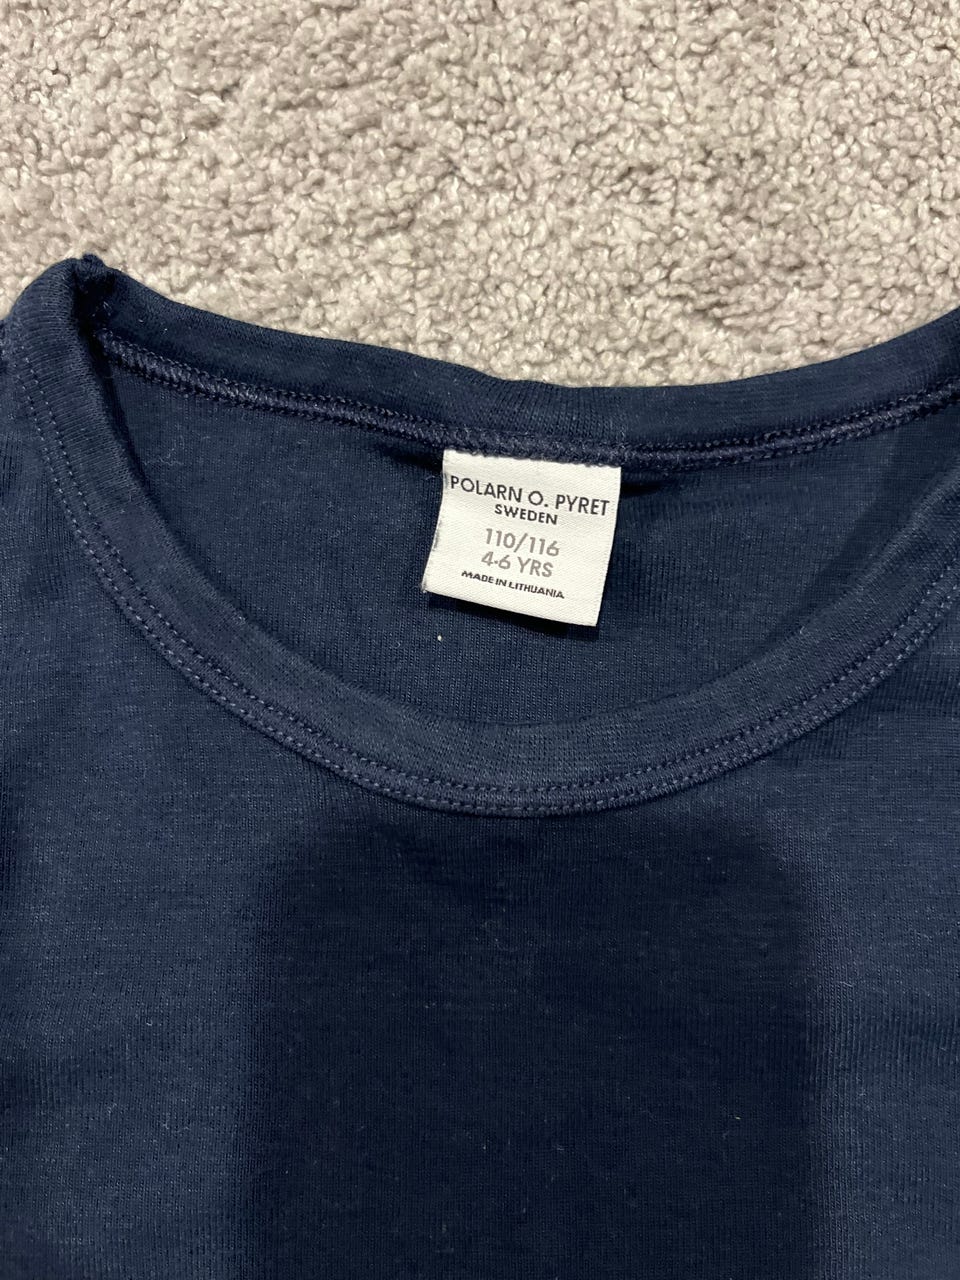 POLARN O. PYRET
SWEDEN
110/116
4-6 YRS
MADE IN LITHUANIA